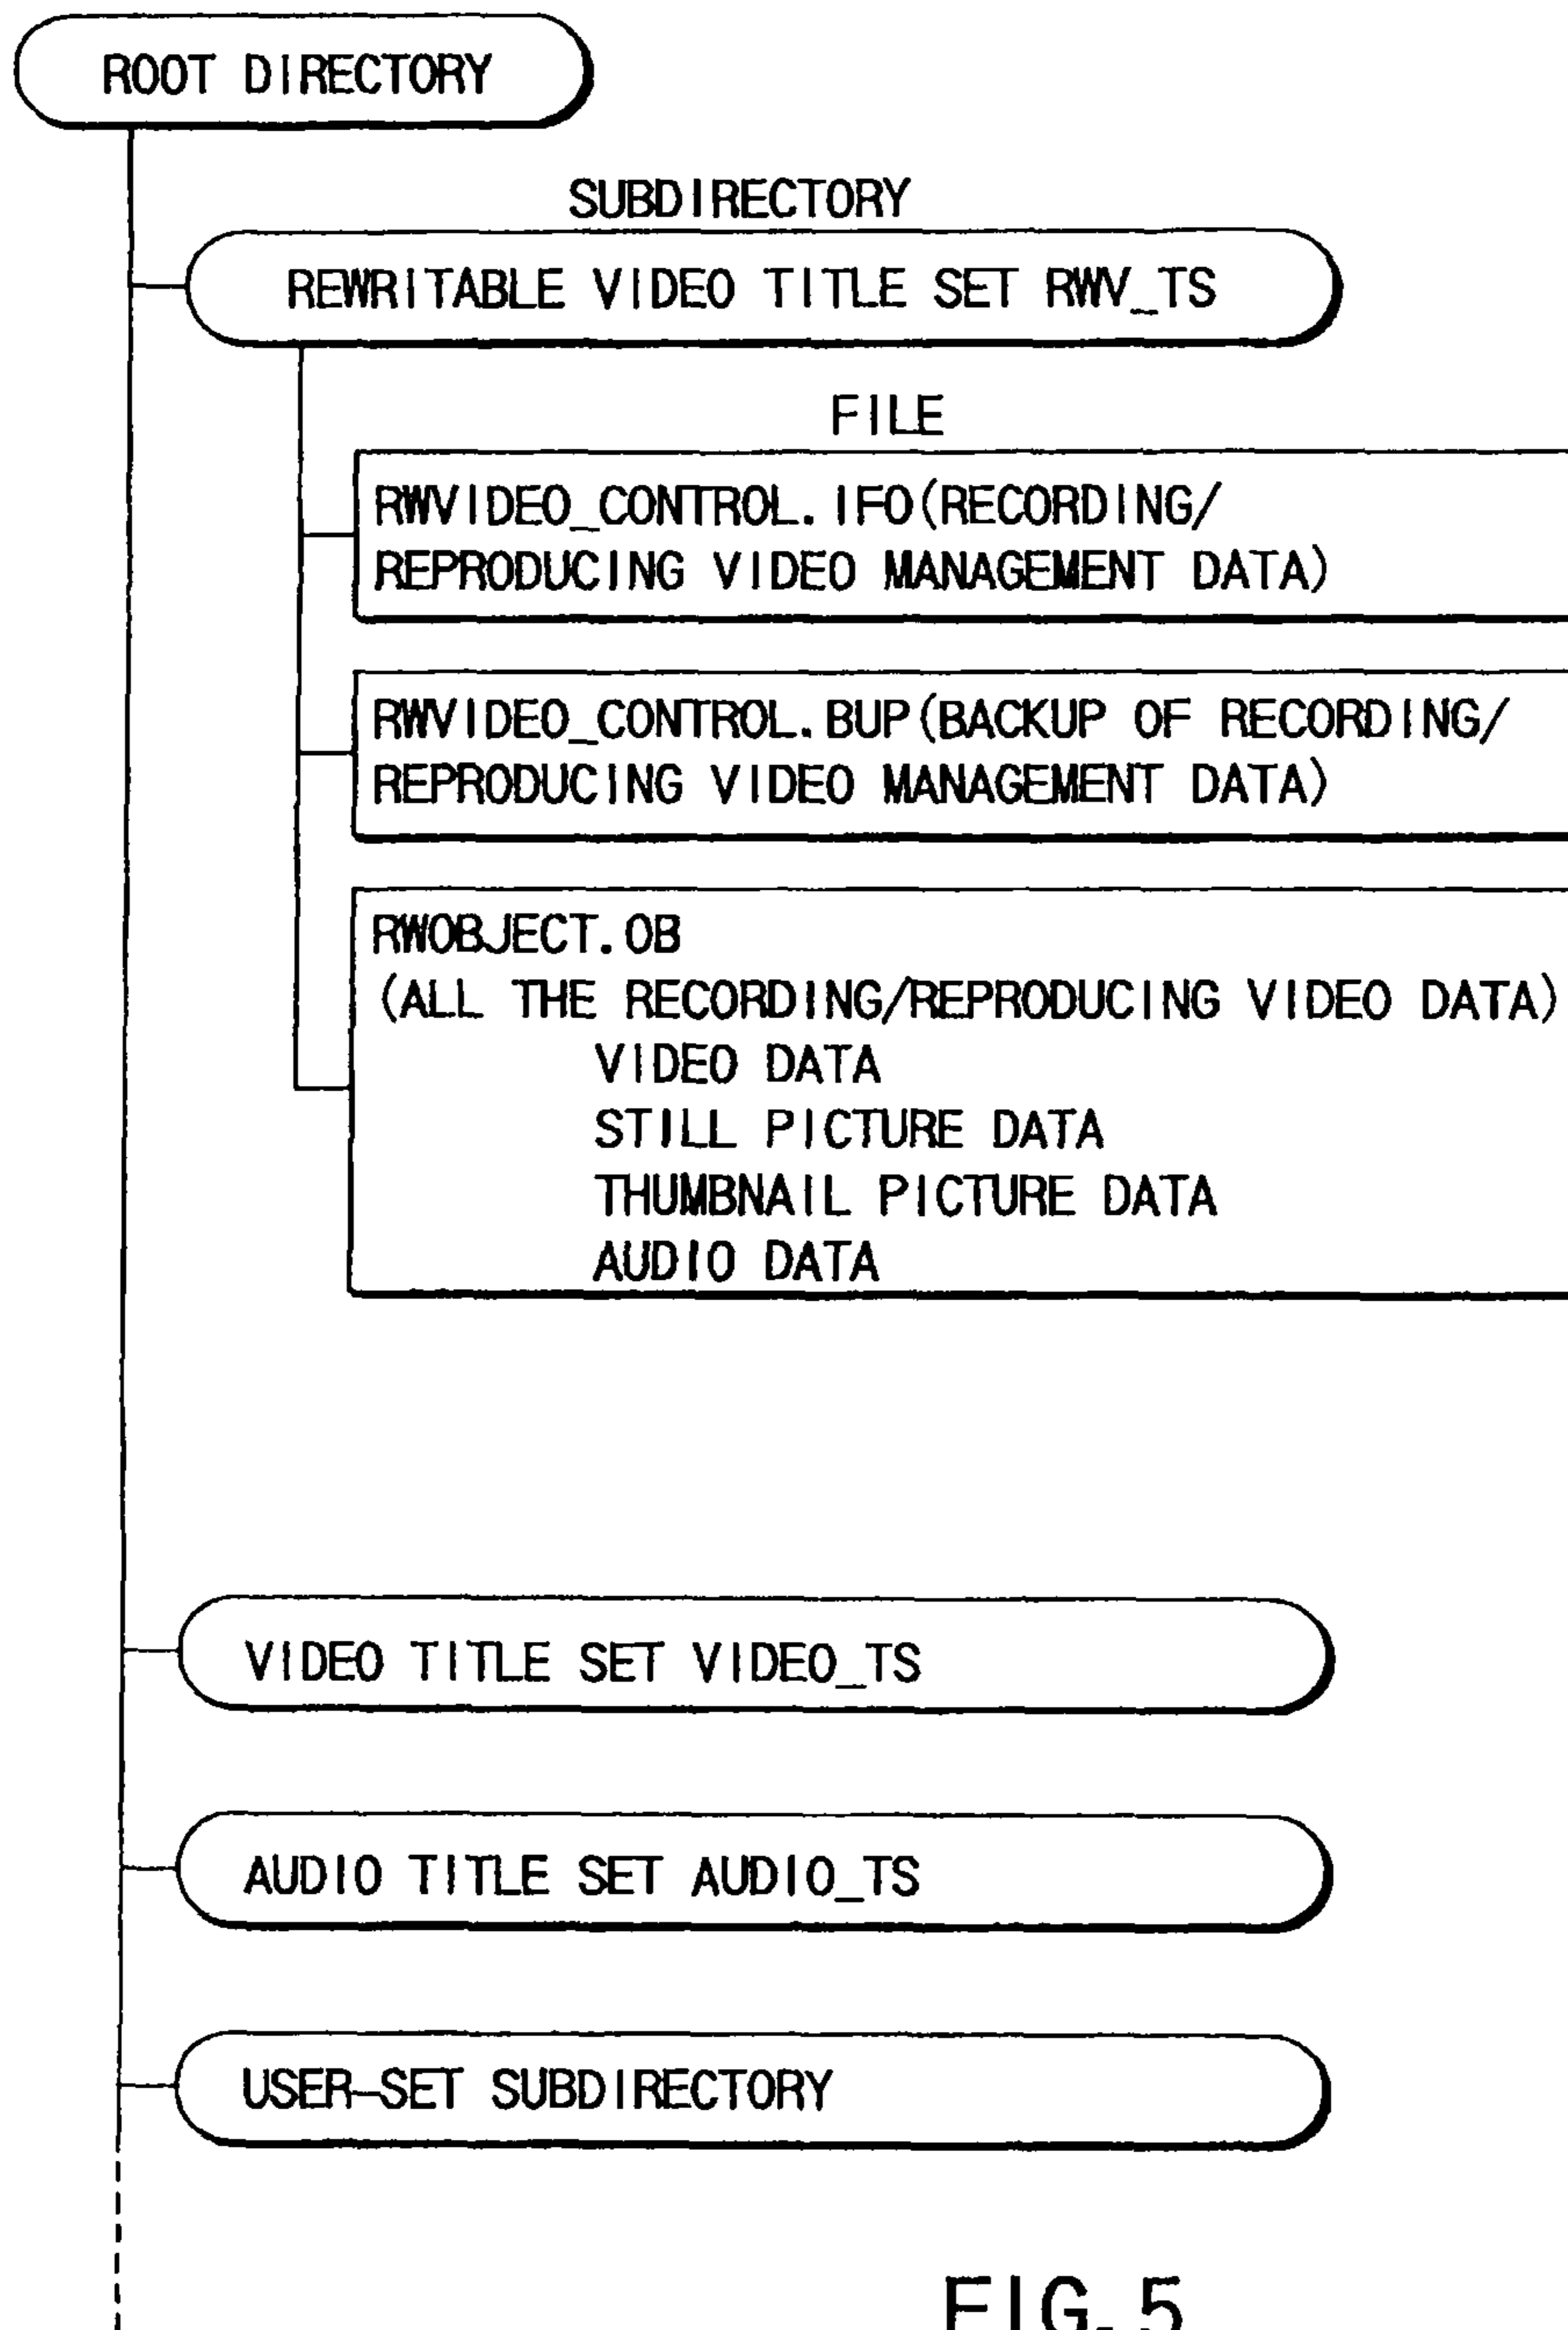 ROOT DIRECTORY
SUBDIRECTORY
REWRITABLE VIDEO TITLE SET RWV_TS
FILE
RWVIDEO_CONTROL.IFO(RECORDING/
REPRODUCING VIDEO MANAGEMENT DATA)
RWVIDEO_CONTROL.BUP(BACKUP OF RECORDING/
REPRODUCING VIDEO MANAGEMENT DATA)
RWOBJECT.OB
(ALL THE RECORDING/REPRODUCING VIDEO DATA)
VIDEO DATA
STILL PICTURE DATA
THUMBNAIL PICTURE DATA
AUDIO DATA
VIDEO TITLE SET VIDEO_TS
AUDIO TITLE SET AUDIO_TS
USER-SET SUBDIRECTORY
FIG. 5